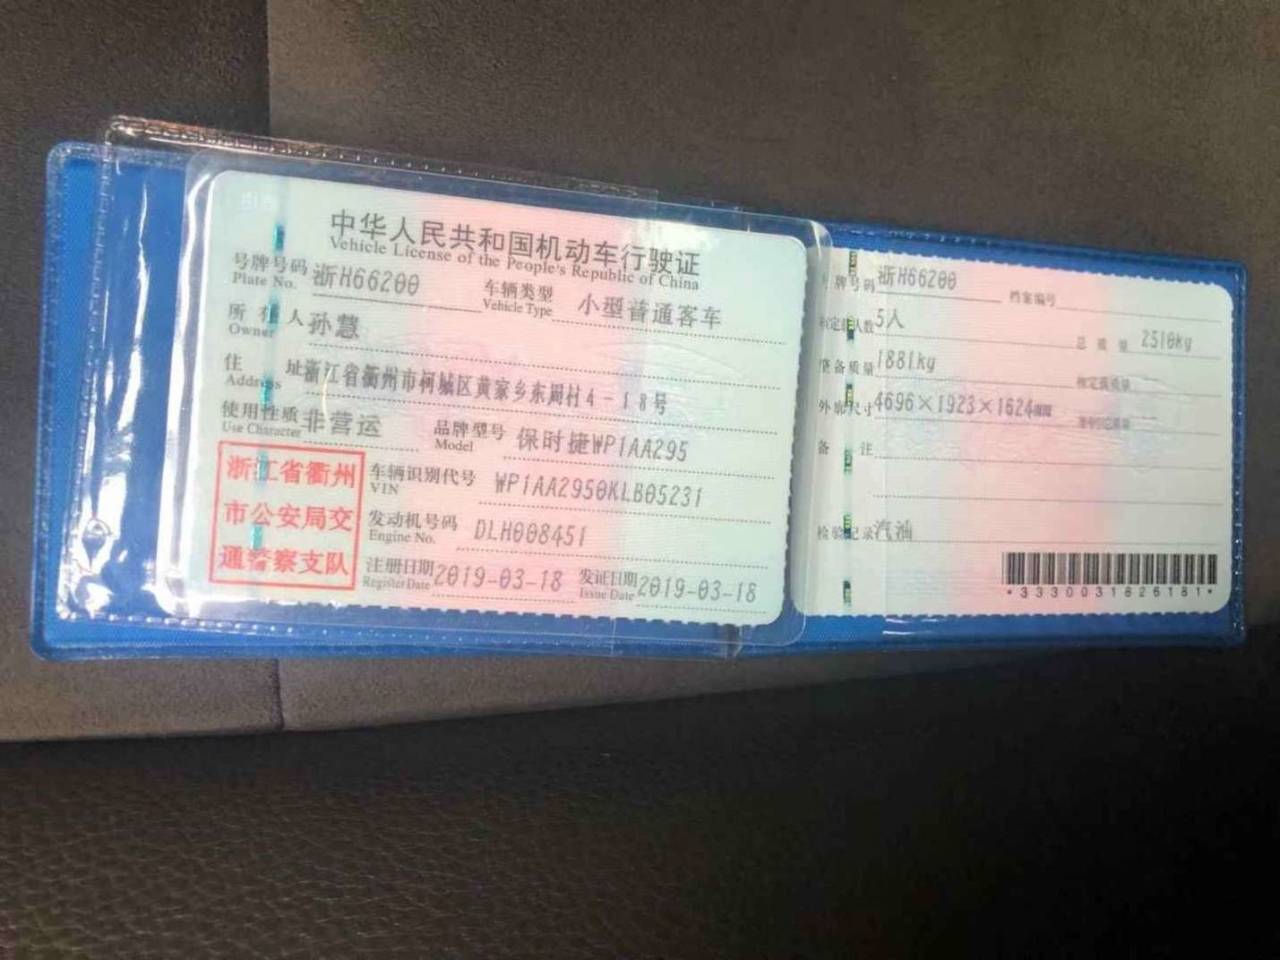 中华人民共和国机动车行驶证
Vehicle License of the People's Republic of China
号牌号码 浙H66200 车辆类型 小型普通客车
Plate No. Vehicle Type
所有人 孙慧
Owner
住址 浙江省衢州市柯城区黄家乡东周村4-18号
Address
使用性质 非营运 品牌型号 保时捷WP1AA295
Use Character Model
浙江省衢州
市公安局交
通警察支队
车辆识别代号 WP1AA2950KLB05231
VIN
发动机号码 DLH008451
Engine No.
注册日期 2019-03-18 发证日期 2019-03-18
Register Date Issue Date
号牌号码 浙H66200 档案编号
核定载人数 5人 总质量 2510kg
整备质量 1881kg 核定载质量
外廓尺寸 4696×1923×1624mm
备注
检验记录 汽油
*3330031826181*